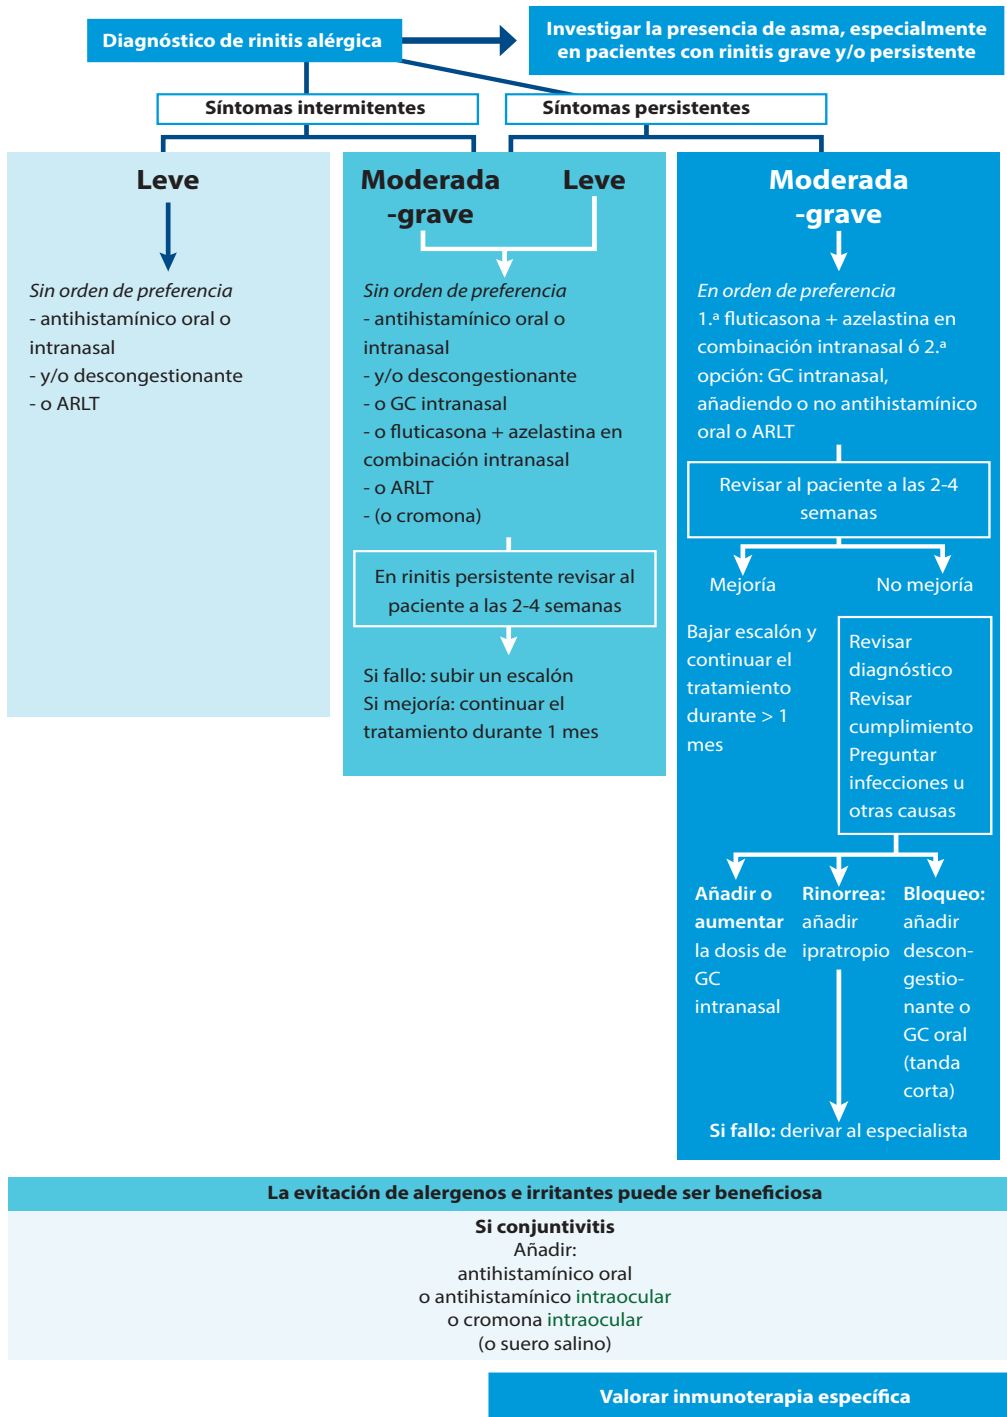 Diagnóstico de rinitis alérgica
Investigar la presencia de asma, especialmente
en pacientes con rinitis grave y/o persistente
Síntomas intermitentes
Síntomas persistentes
Leve
Sin orden de preferencia
- antihistamínico oral o
intranasal
- y/o descongestionante
- o ARLT
Moderada
-grave
Leve
Sin orden de preferencia
- antihistamínico oral o
intranasal
- y/o descongestionante
- o GC intranasal
- o fluticasona + azelastina en
combinación intranasal
- o ARLT
- (o cromona)
En rinitis persistente revisar al
paciente a las 2-4 semanas
Si fallo: subir un escalón
Si mejoría: continuar el
tratamiento durante 1 mes
Moderada
-grave
En orden de preferencia
1.ª fluticasona + azelastina en
combinación intranasal ó 2.ª
opción: GC intranasal,
añadiendo o no antihistamínico
oral o ARLT
Revisar al paciente a las 2-4
semanas
Mejoría
No mejoría
Bajar escalón y
continuar el
tratamiento
durante > 1
mes
Revisar
diagnóstico
Revisar
cumplimiento
Preguntar
infecciones u
otras causas
Añadir o
aumentar
la dosis de
GC
intranasal
Rinorrea:
añadir
ipratropio
Bloqueo:
añadir
descon-
gestio-
nante o
GC oral
(tanda
corta)
Si fallo: derivar al especialista
La evitación de alergenos e irritantes puede ser beneficiosa
Si conjuntivitis
Añadir:
antihistamínico oral
o antihistamínico intraocular
o cromona intraocular
(o suero salino)
Valorar inmunoterapia específica